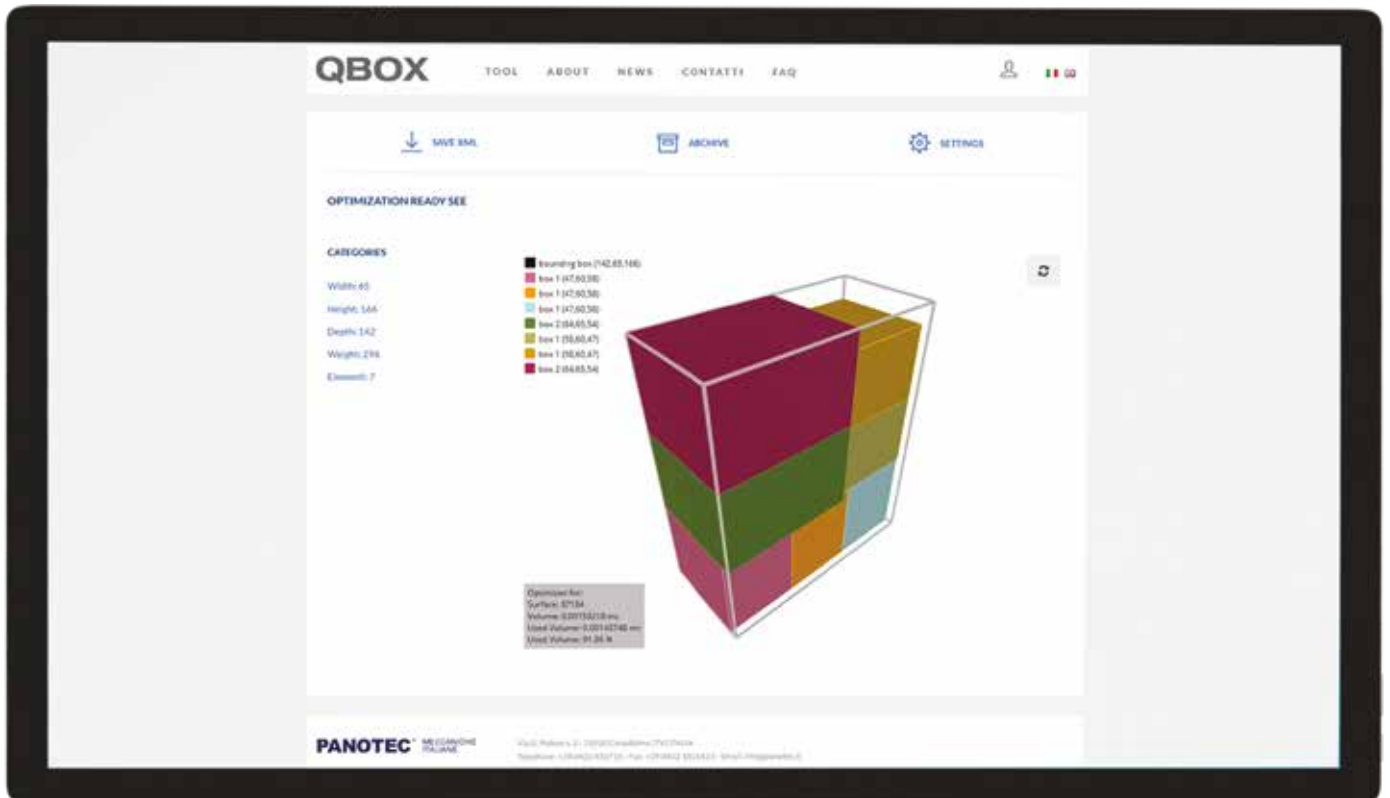 QBOX
TOOL ABOUT NEWS CONTATTI FAQ
SAVE XML
ARCHIVE
SETTINGS
OPTIMIZATION READY SEE
CATEGORIES
Width: 65
Height: 166
Depth: 142
Weight: 296
Element: 7
bounding box (142,65,166)
box 1 (47,60,58)
box 1 (47,60,58)
box 1 (47,60,58)
box 2 (64,65,54)
box 1 (58,60,47)
box 1 (58,60,47)
box 2 (64,65,54)
Optimized for:
Surface: 87184
Volume:
Used Volume:
Used Volume: %
PANOTEC MECCANICHE
ITALIANE